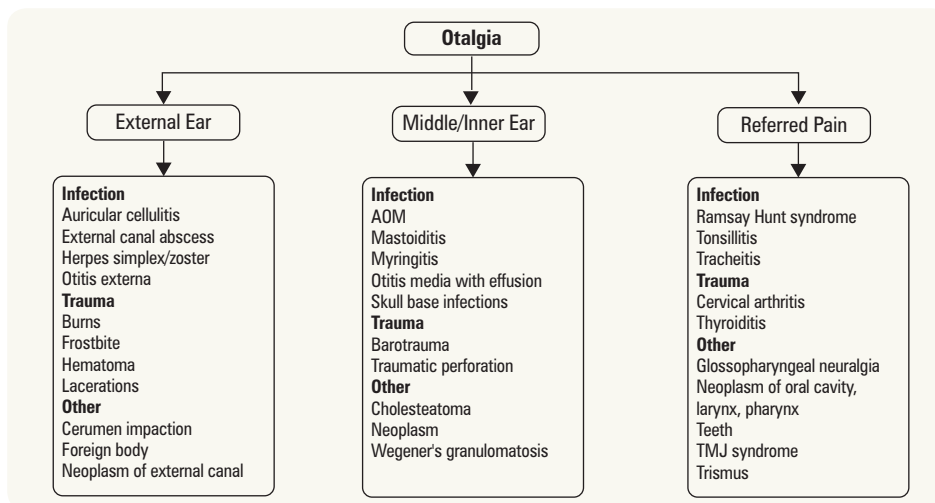 Otalgia
External Ear
Infection
Auricular cellulitis
External canal abscess
Herpes simplex/zoster
Otitis externa
Trauma
Burns
Frostbite
Hematoma
Lacerations
Other
Cerumen impaction
Foreign body
Neoplasm of external canal
Middle/Inner Ear
Infection
AOM
Mastoiditis
Myringitis
Otitis media with effusion
Skull base infections
Trauma
Barotrauma
Traumatic perforation
Other
Cholesteatoma
Neoplasm
Wegener's granulomatosis
Referred Pain
Infection
Ramsay Hunt syndrome
Tonsillitis
Tracheitis
Trauma
Cervical arthritis
Thyroiditis
Other
Glossopharyngeal neuralgia
Neoplasm of oral cavity,
larynx, pharynx
Teeth
TMJ syndrome
Trismus